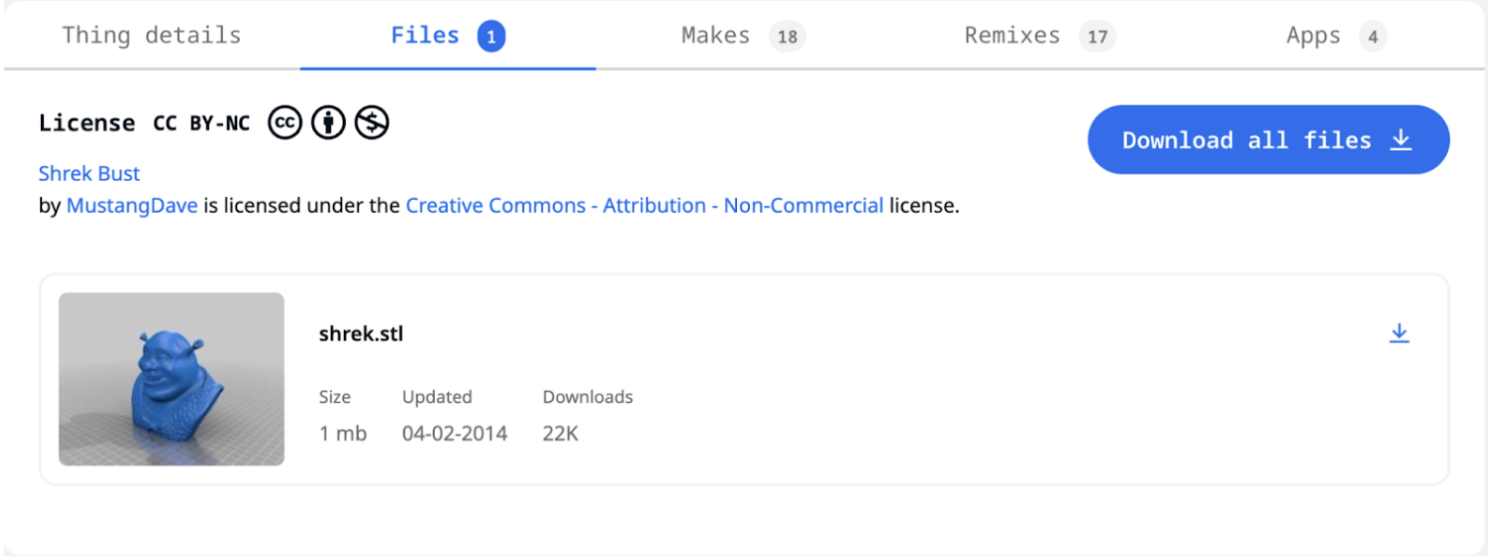 Thing details Files 1 Makes 18 Remixes 17 Apps 4
License CC BY-NC cc
Download all files
Shrek Bust
by MustangDave is licensed under the Creative Commons - Attribution - Non-Commercial license.
shrek.stl
Size Updated Downloads
1 mb 04-02-2014 22K